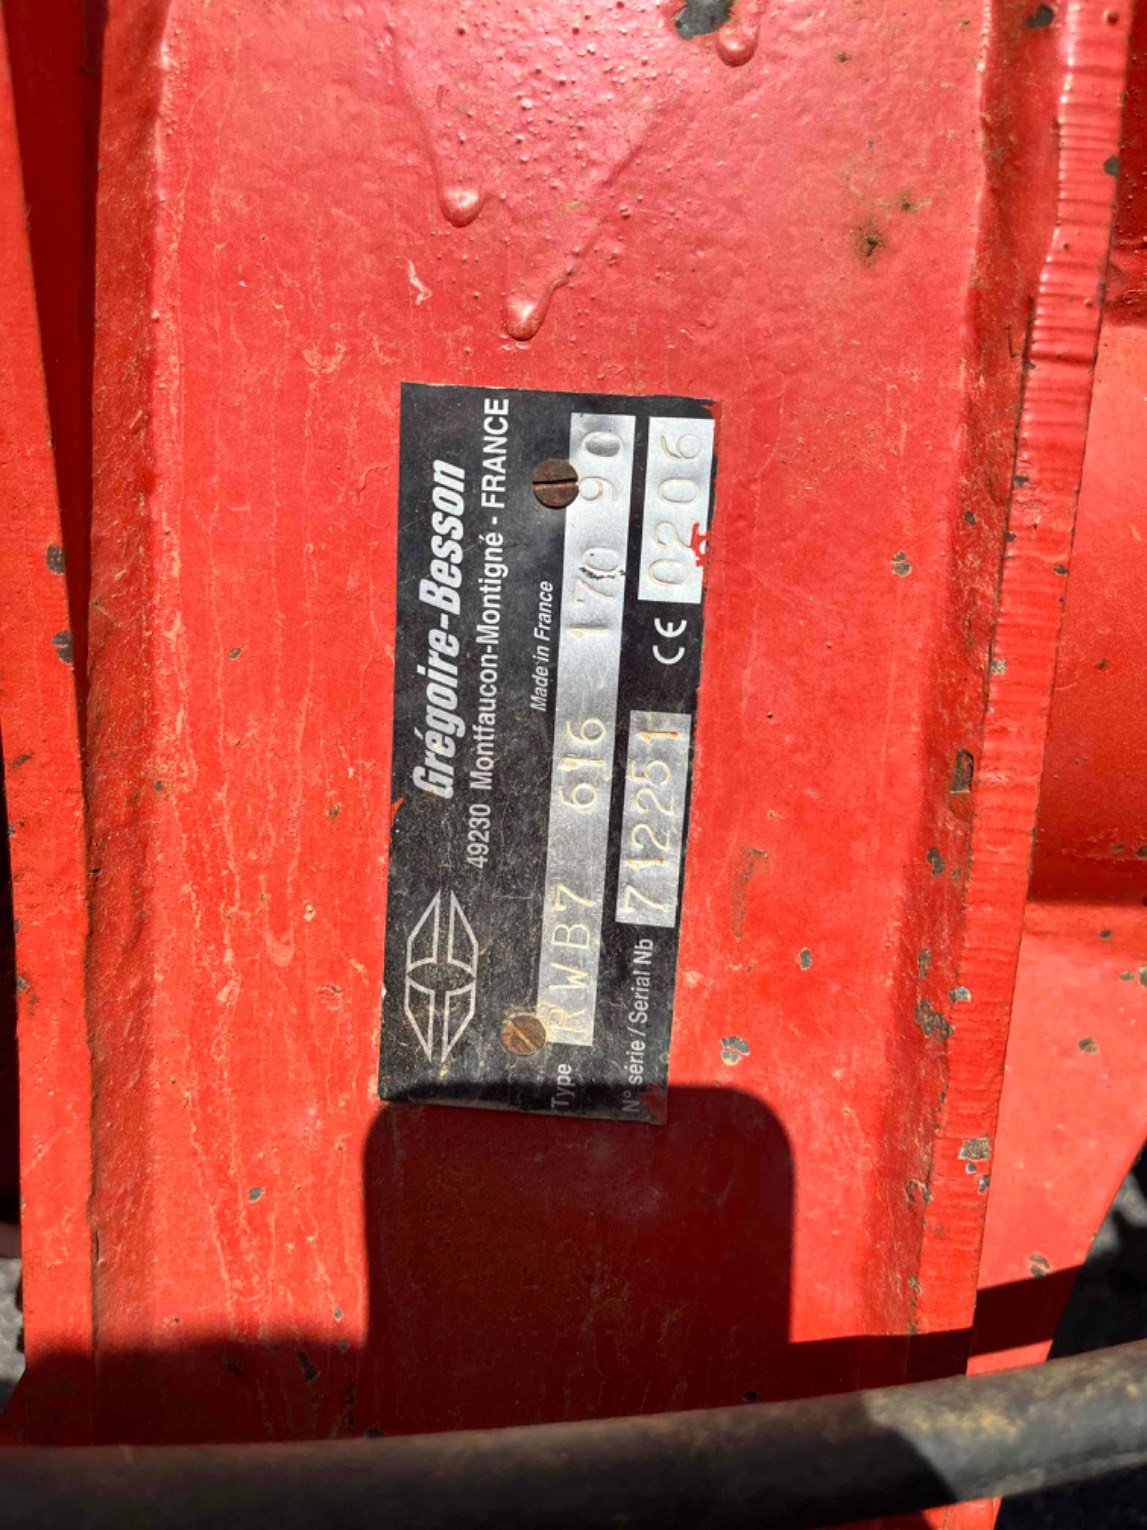 Grégoire-Besson
49230 Montfaucon-Montigné - FRANCE
Made in France
Type RWB7 616 170 90
N° série / Serial Nb 712251 CE 0206